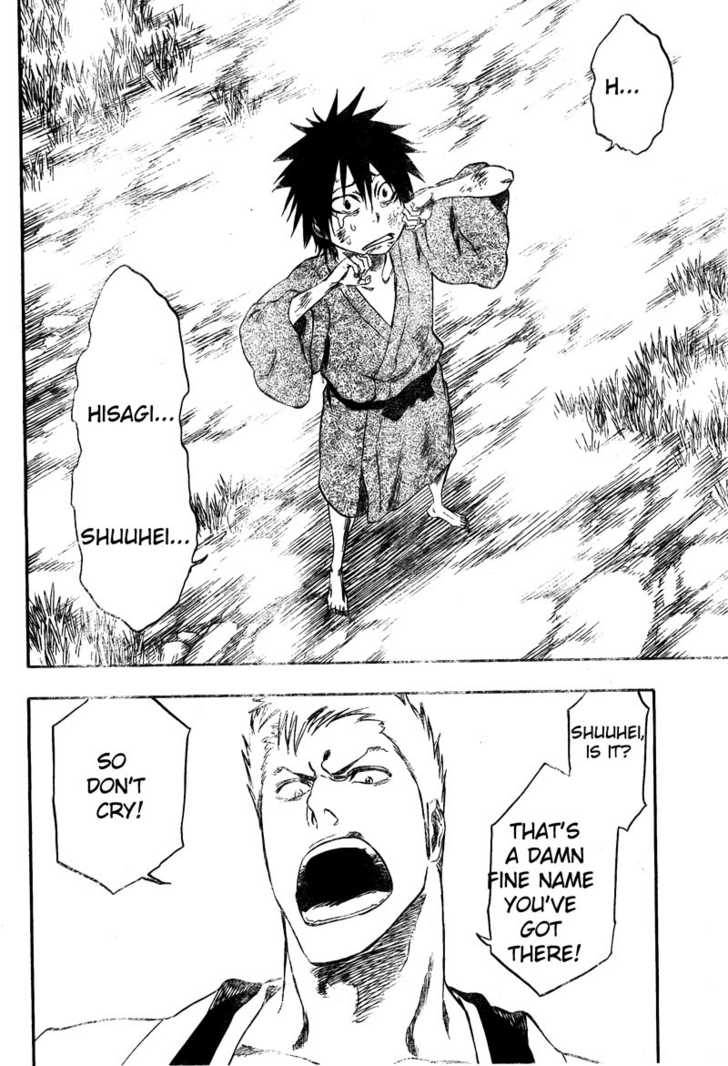 H...
HISAGI...
SHUUHEI...
SHUUHEI,
IS IT?
THAT'S
A DAMN
FINE NAME
YOU'VE
GOT
THERE!
SO
DON'T
CRY!